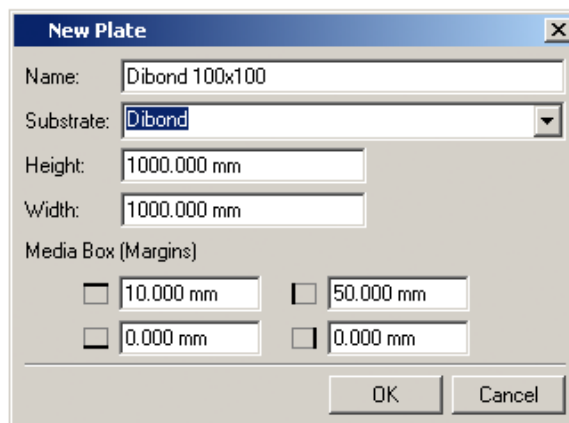 New Plate
Name: Dibond 100x100
Substrate: Dibond
Height: 1000.000 mm
Width: 1000.000 mm
Media Box (Margins)
10.000 mm 50.000 mm
0.000 mm 0.000 mm
OK Cancel